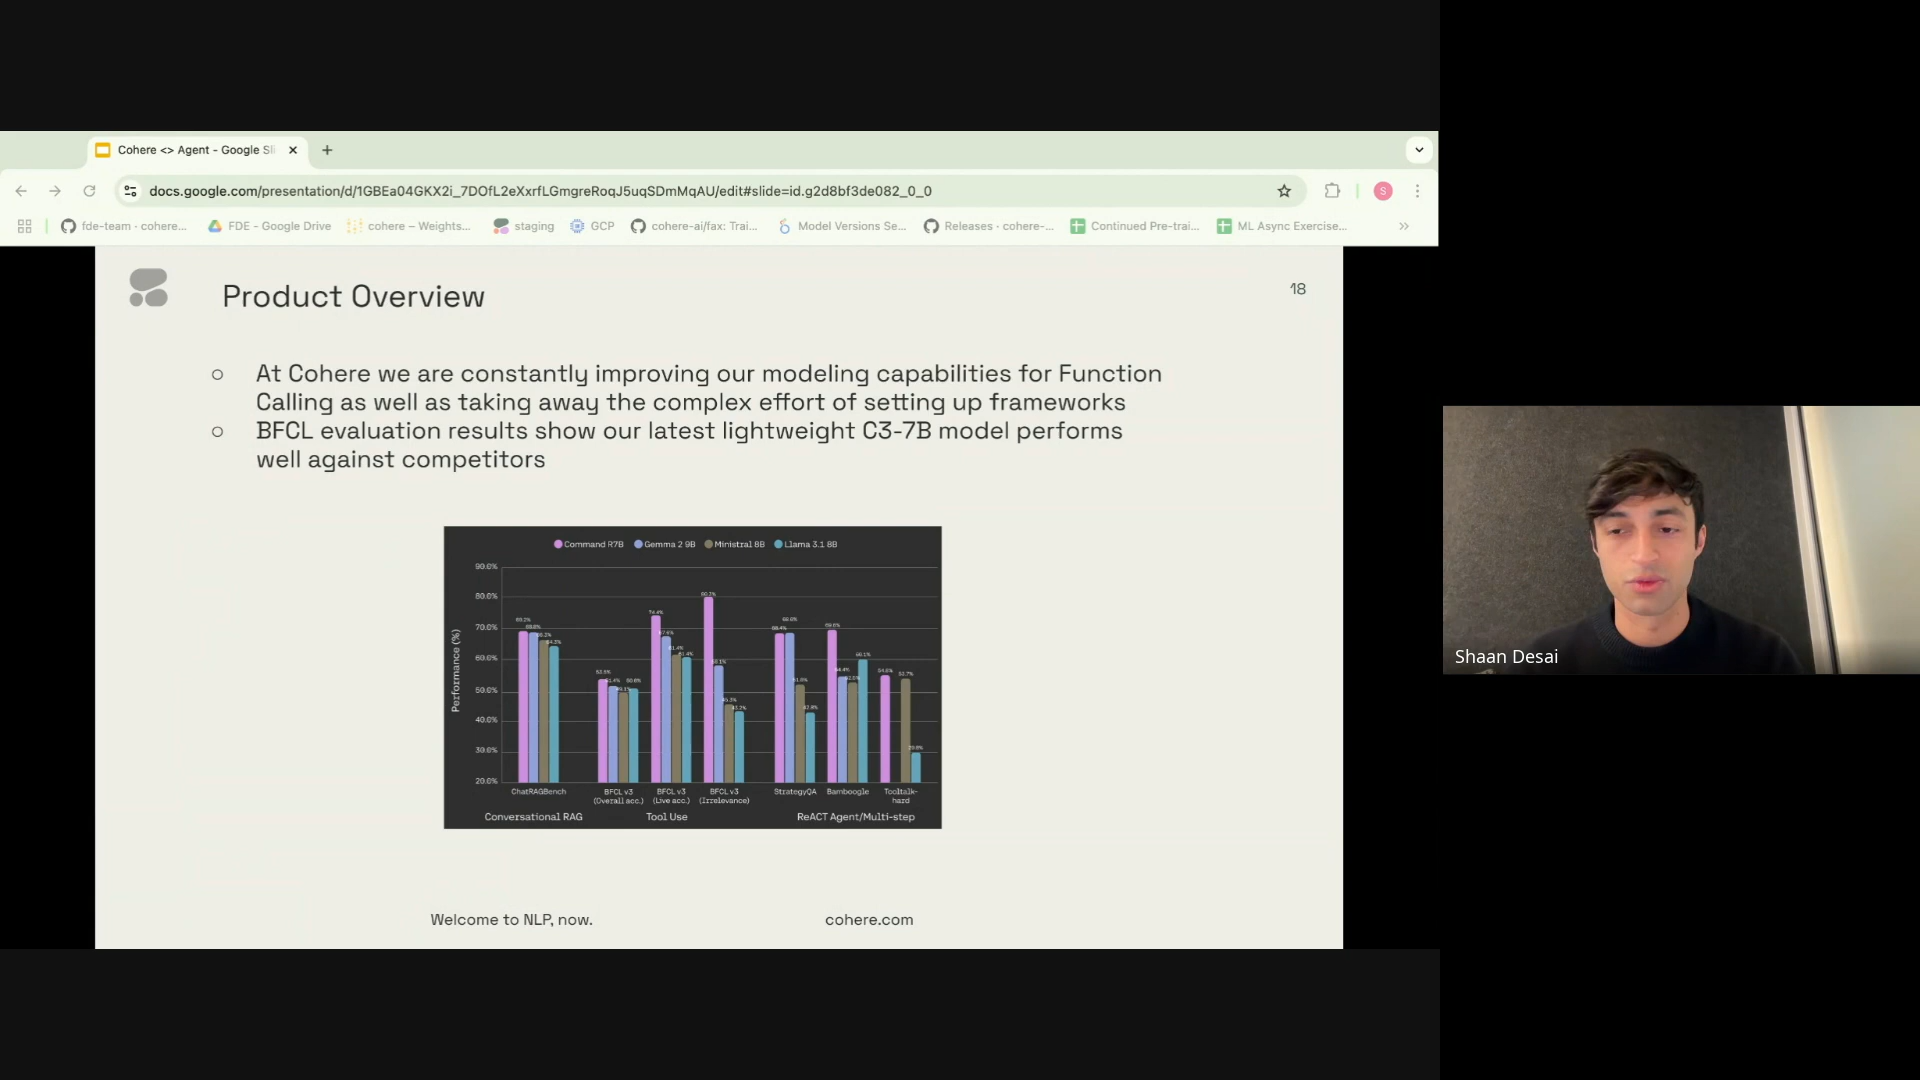 Cohere <> Agent - Google Sli
docs.google.com/presentation/d/1GBEa04GKX2i_7DOfL2eXxrfLGmgreRoqJ5uqSDmMqAU/edit#slide=id.g2d8bf3de082_0_0
S
fde-team · cohere...
FDE - Google Drive
cohere – Weights...
staging
GCP
cohere-ai/fax: Trai...
Model Versions Se...
Releases · cohere-...
Continued Pre-trai...
ML Async Exercise...
Product Overview
18
At Cohere we are constantly improving our modeling capabilities for Function
Calling as well as taking away the complex effort of setting up frameworks
BFCL evaluation results show our latest lightweight C3-7B model performs
well against competitors
Command R7B
Gemma 2 9B
Ministral 8B
Llama 3.1 8B
Performance (%)
90.0%
80.0%
70.0%
60.0%
50.0%
40.0%
30.0%
20.0%
74.4%
ChatRAGBench
BFCL v3
(Overall acc.)
BFCL v3
(Live acc.)
BFCL v3
(Irrelevance)
StrategyQA
Bamboogle
Tooltalk-
hard
Conversational RAG
Tool Use
ReACT Agent/Multi-step
Welcome to NLP, now.
cohere.com
Shaan Desai